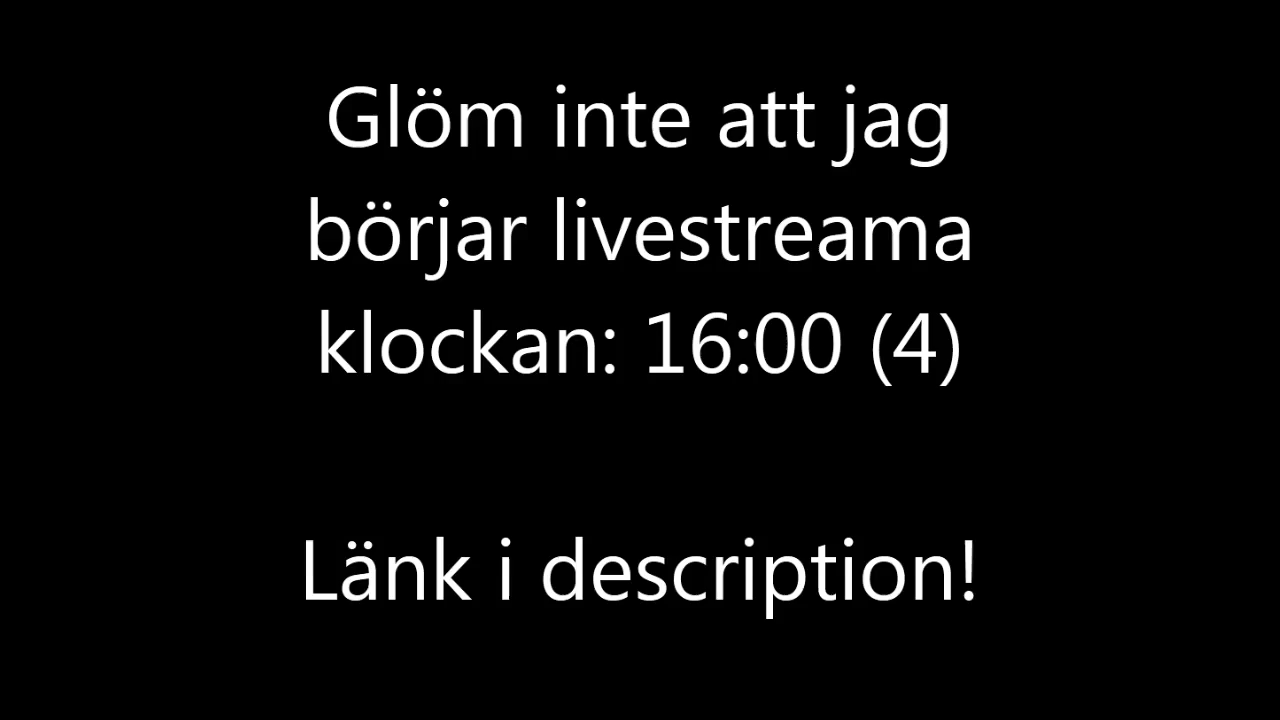 Glöm inte att jag
börjar livestreama
klockan: 16:00 (4)
Länk i description!